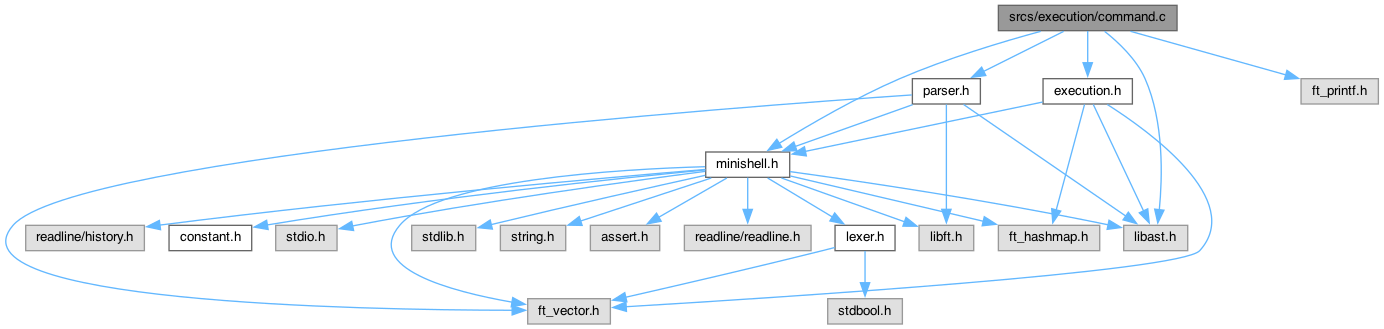 srcs/execution/command.c
parser.h
execution.h
ft_printf.h
minishell.h
readline/history.h
constant.h
stdio.h
stdlib.h
string.h
assert.h
readline/readline.h
lexer.h
libft.h
ft_hashmap.h
libast.h
ft_vector.h
stdbool.h